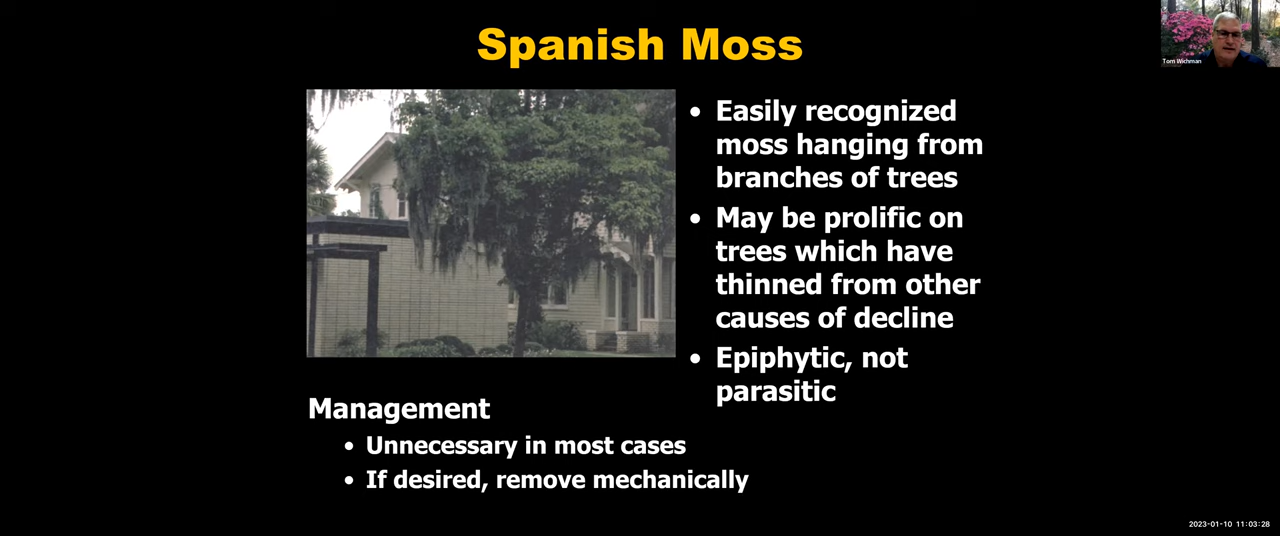 Spanish Moss
Tom Wichman
• Easily recognized
moss hanging from
branches of trees
• May be prolific on
trees which have
thinned from other
causes of decline
• Epiphytic, not
parasitic
Management
• Unnecessary in most cases
• If desired, remove mechanically
2023-01-10 11:03:28